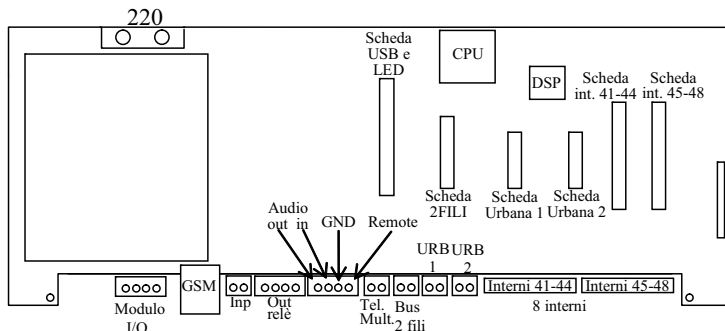 220
Scheda
USB e
LED
CPU
DSP
Scheda
int. 41-44
Scheda
int. 45-48
Scheda
2FILI
Scheda
Urbana 1
Scheda
Urbana 2
Audio
out in
GND
Remote
URB
1
URB
2
GSM
Modulo
I/O
Inp
Out
relè
Tel.
Mult.
Bus
2 fili
Interni 41-44
Interni 45-48
8 interni